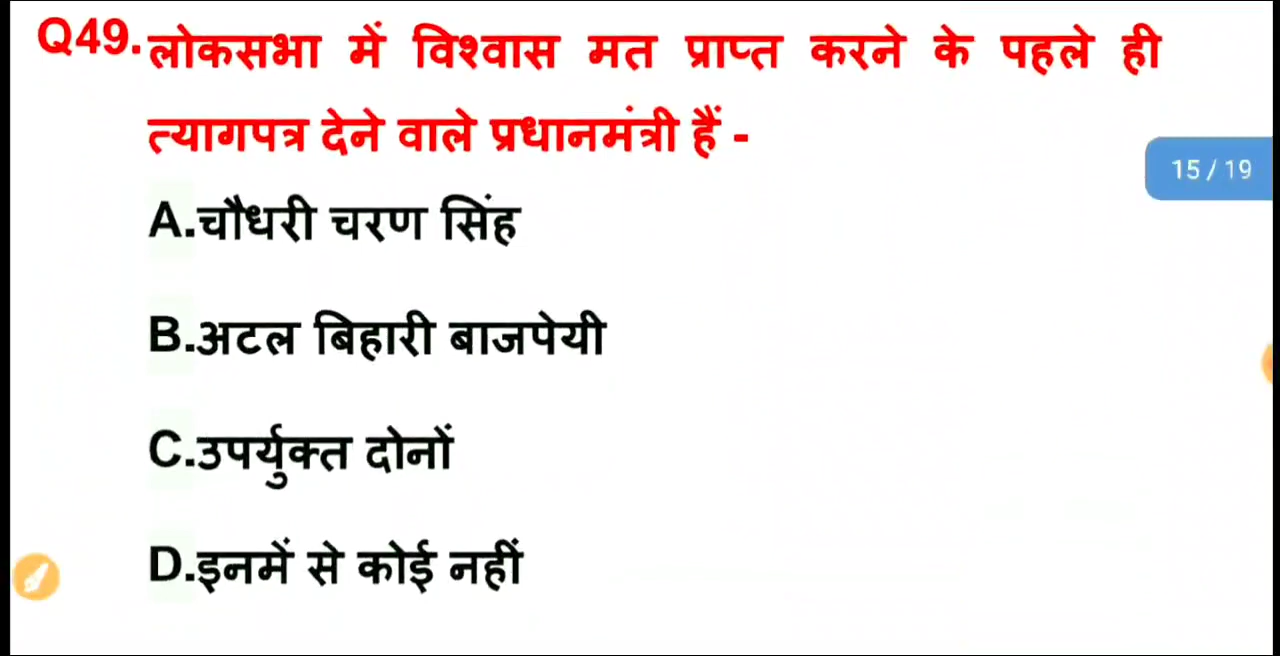 Q49. लोकसभा में विश्वास मत प्राप्त करने के पहले ही
त्यागपत्र देने वाले प्रधानमंत्री हैं -
15 / 19
A.चौधरी चरण सिंह
B.अटल बिहारी बाजपेयी
C.उपर्युक्त दोनों
D.इनमें से कोई नहीं